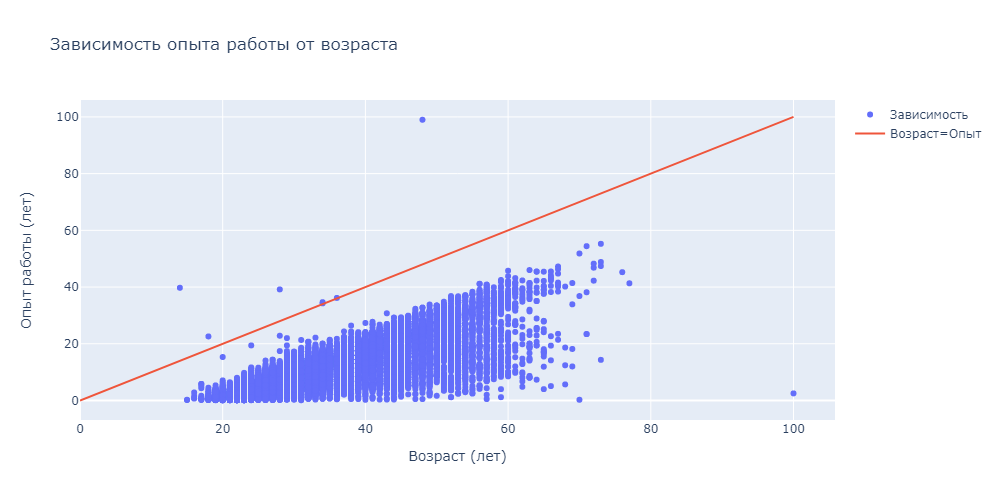 Зависимость опыта работы от возраста
Зависимость
Возраст=Опыт
Опыт работы (лет)
100
80
60
40
20
0
0 20 40 60 80 100
Возраст (лет)